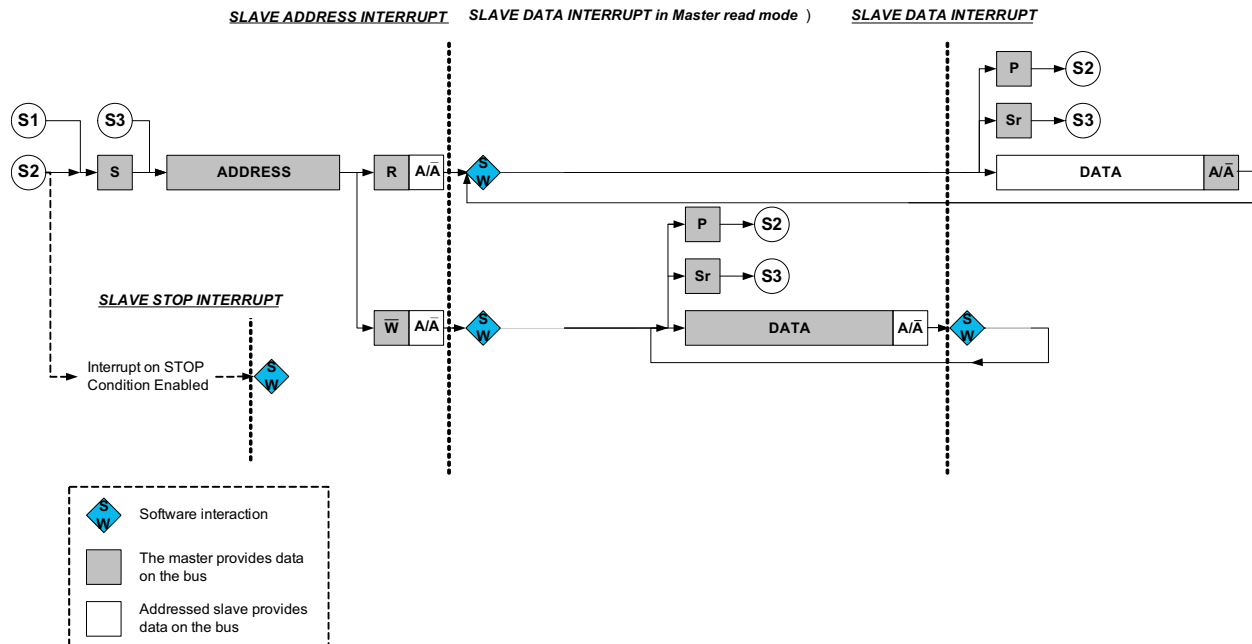 SLAVE ADDRESS INTERRUPT
SLAVE DATA INTERRUPT in Master read mode )
SLAVE DATA INTERRUPT
P
S2
S1
S3
Sr
S3
S2
S
ADDRESS
R
A/A̅
S
W
DATA
A/A̅
P
S2
Sr
S3
SLAVE STOP INTERRUPT
W̅
A/A̅
S
W
DATA
A/A̅
S
W
Interrupt on STOP
Condition Enabled
S
W
S
W
Software interaction
The master provides data
on the bus
Addressed slave provides
data on the bus